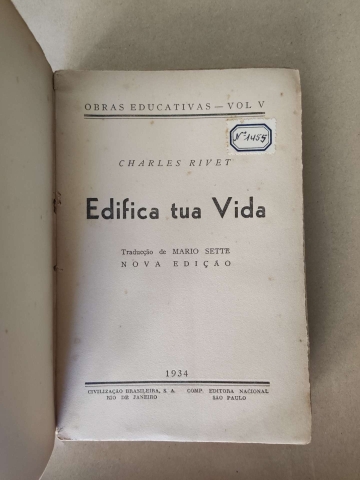 OBRAS EDUCATIVAS — VOL V
Nº 1458
CHARLES RIVET
Edifica tua Vida
Traducção de MARIO SETTE
NOVA EDIÇÃO
1934
CIVILIZAÇÃO BRASILEIRA, S. A. COMP. EDITORA NACIONAL
RIO DE JANEIRO SÃO PAULO